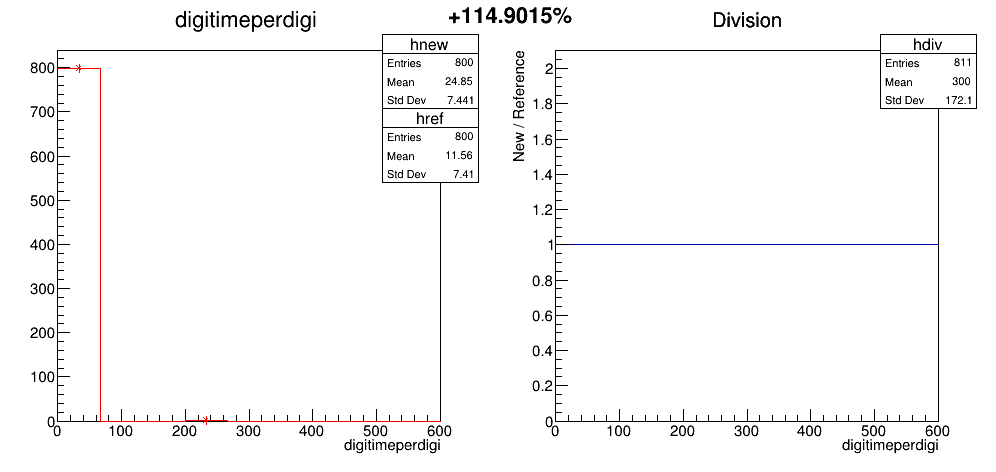 +114.9015%
digitimeperdigi
hnew
Entries 800
Mean 24.85
Std Dev 7.441
href
Entries 800
Mean 11.56
Std Dev 7.41
800
700
600
500
400
300
200
100
0
0 100 200 300 400 500 600
digitimeperdigi
Division
hdiv
Entries 811
Mean 300
Std Dev 172.1
New / Reference
2
1.8
1.6
1.4
1.2
1
0.8
0.6
0.4
0.2
0
0 100 200 300 400 500 600
digitimeperdigi